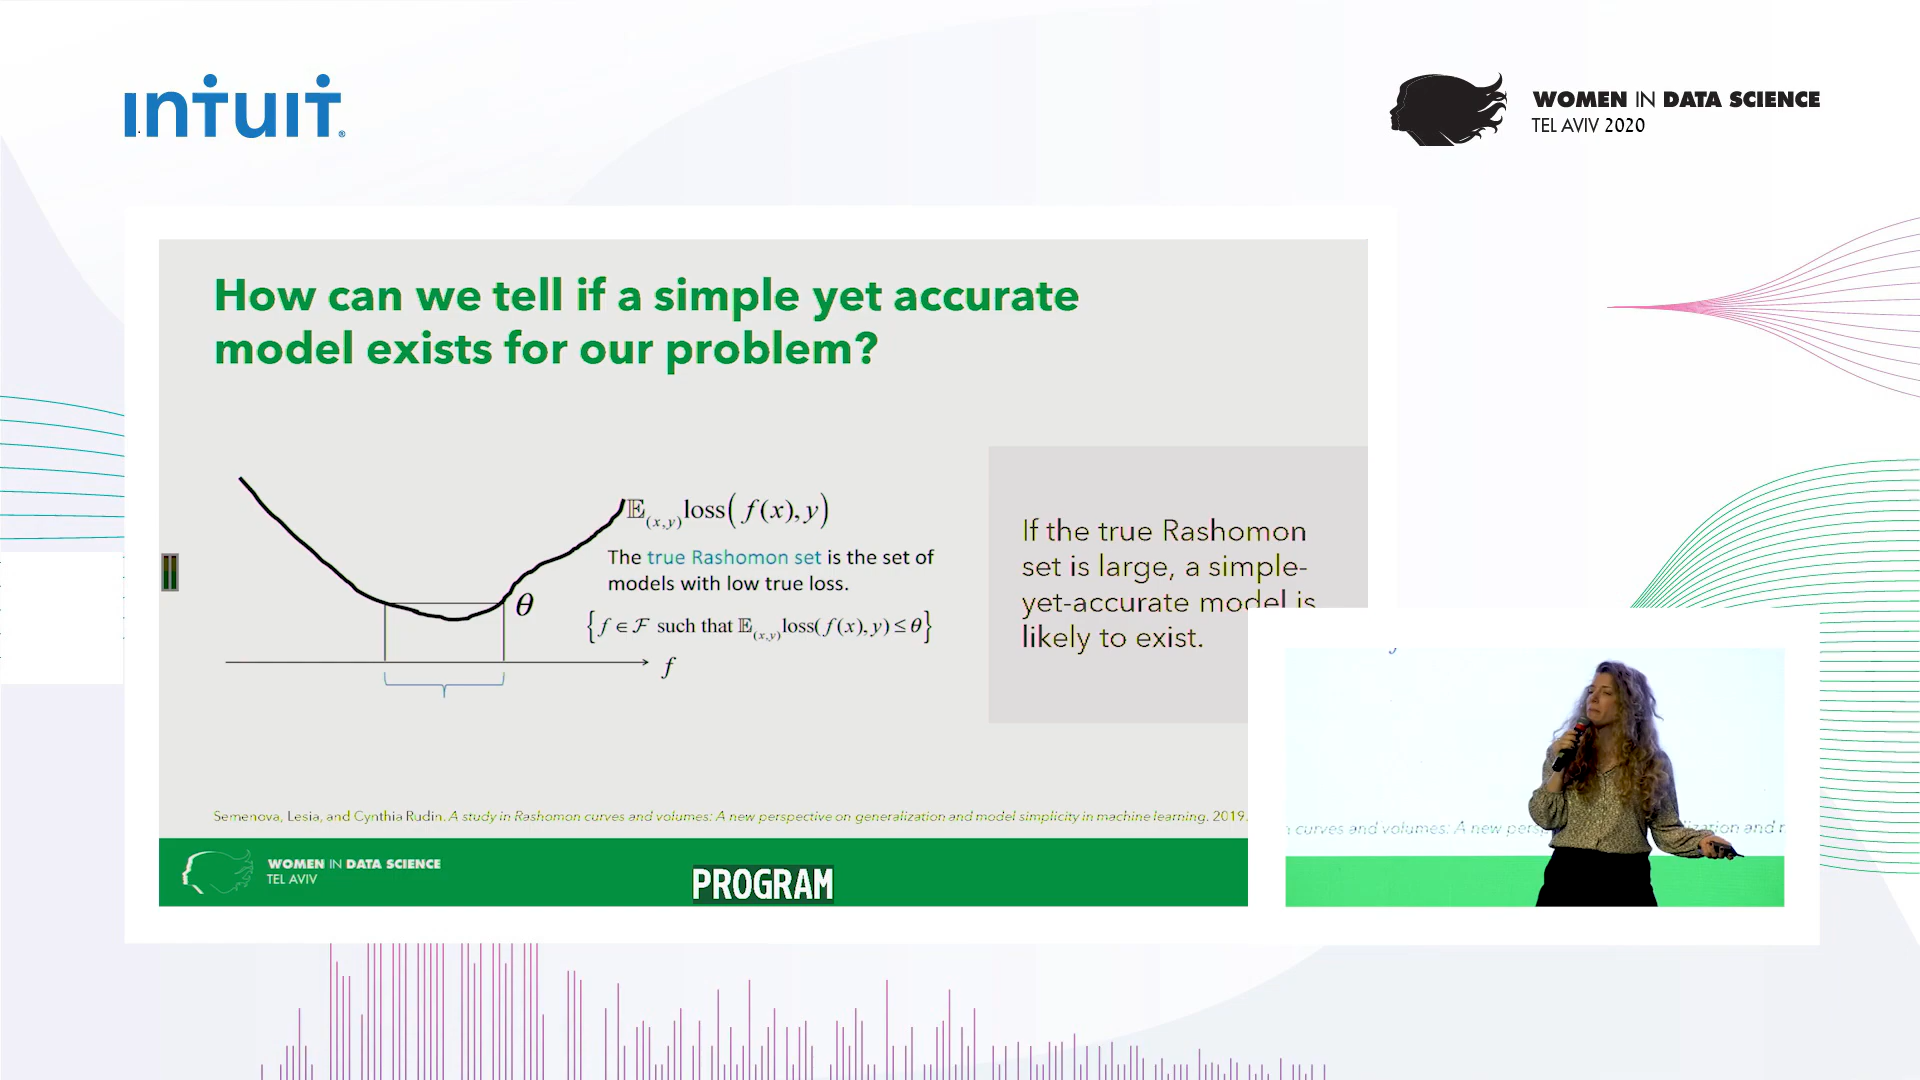 INTUIT
WOMEN IN DATA SCIENCE
TEL AVIV 2020
How can we tell if a simple yet accurate
model exists for our problem?
𝔼(x,y)loss(f(x),y)
The true Rashomon set is the set of
models with low true loss.
θ
{f ∈ ℱ such that 𝔼(x,y)loss(f(x),y) ≤ θ}
f
If the true Rashomon
set is large, a simple-
yet-accurate model is
likely to exist.
Semenova, Lesia, and Cynthia Rudin. A study in Rashomon curves and volumes: A new perspective on generalization and model simplicity in machine learning. 2019.
WOMEN IN DATA SCIENCE
TEL AVIV
PROGRAM
curves and volumes: A new